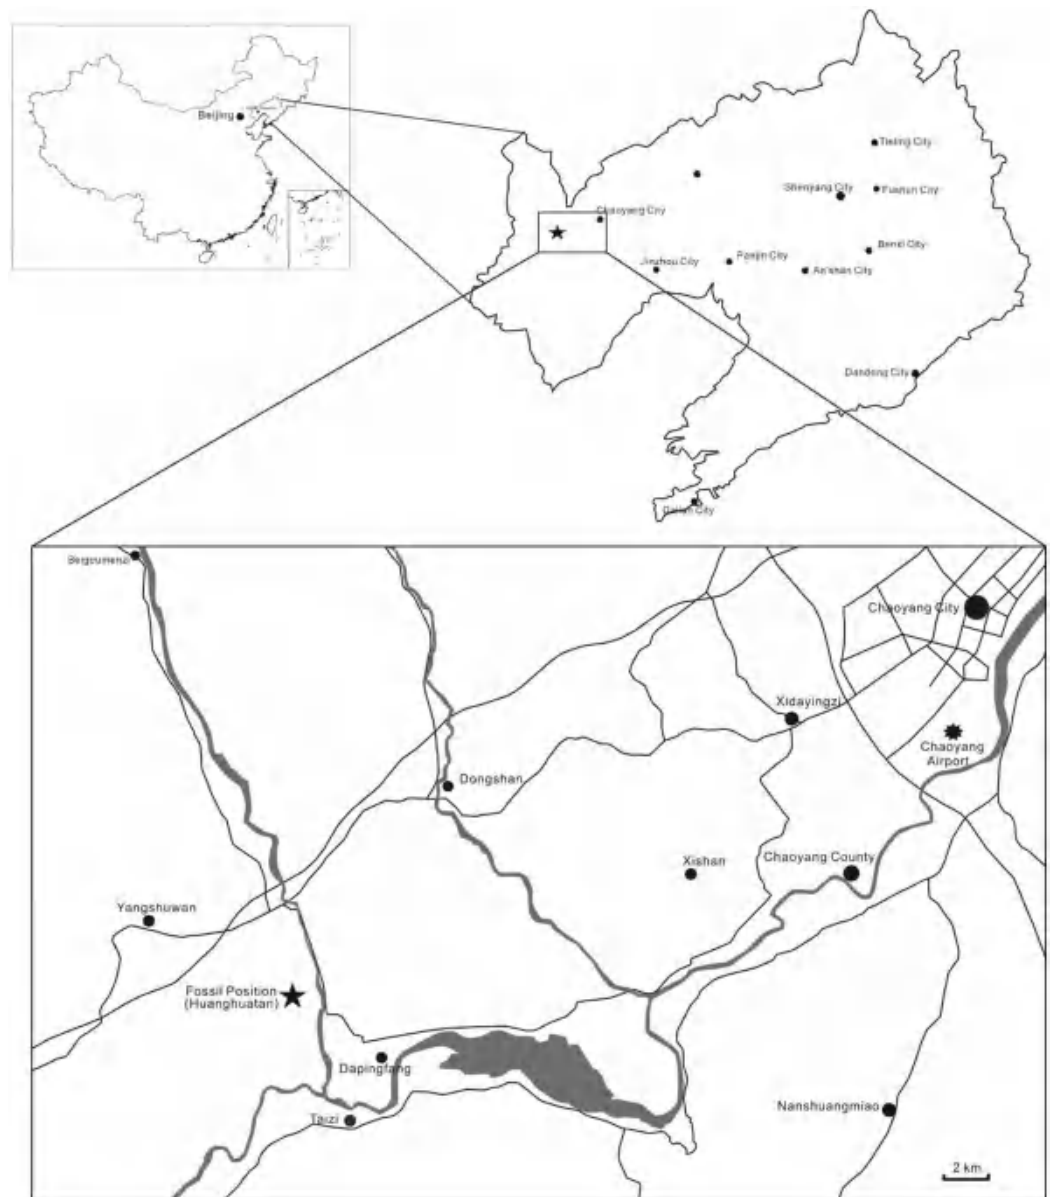 Beijing
Tieling City
Shenyang City
Fushun City
Chaoyang City
Benxi City
Jinzhou City
Panjin City
An'shan City
Dandong City
Dalian City
Chaoyang City
Xidayingzi
Chaoyang
Airport
Dongshan
Xishan
Chaoyang County
Yangshuwan
Fossil Position
(Huanghuatan)
Dapingfang
Taizi
Nanshuangmiao
2 km